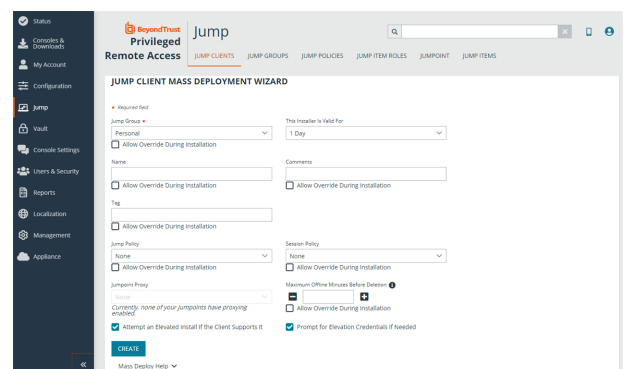 Status
Consoles &
Downloads
My Account
Configuration
Jump
Vault
Console Settings
Users & Security
Reports
Localization
Management
Appliance
«
BeyondTrust
Privileged
Remote Access
Jump
JUMP CLIENTS JUMP GROUPS JUMP POLICIES JUMP ITEM ROLES JUMPOINT JUMP ITEMS
JUMP CLIENT MASS DEPLOYMENT WIZARD
• Required field
Jump Group • This Installer Is Valid For
Personal 1 Day
Allow Override During Installation
Name Comments
Allow Override During Installation Allow Override During Installation
Tag
Allow Override During Installation
Jump Policy Session Policy
None None
Allow Override During Installation Allow Override During Installation
Jumpoint Proxy Maximum Offline Minutes Before Deletion
None
Currently, none of your Jumpoints have proxying
enabled.
Allow Override During Installation
Attempt an Elevated Install If the Client Supports It Prompt for Elevation Credentials If Needed
CREATE
Mass Deploy Help